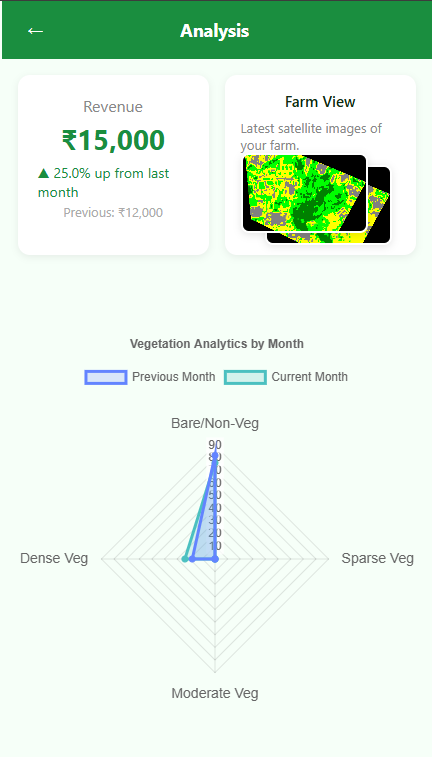 ← Analysis
Revenue
₹15,000
▲ 25.0% up from last
month
Previous: ₹12,000
Farm View
Latest satellite images of
your farm.
Vegetation Analytics by Month
Previous Month
Current Month
Bare/Non-Veg
90
80
70
60
50
40
30
20
10
Dense Veg
Sparse Veg
Moderate Veg